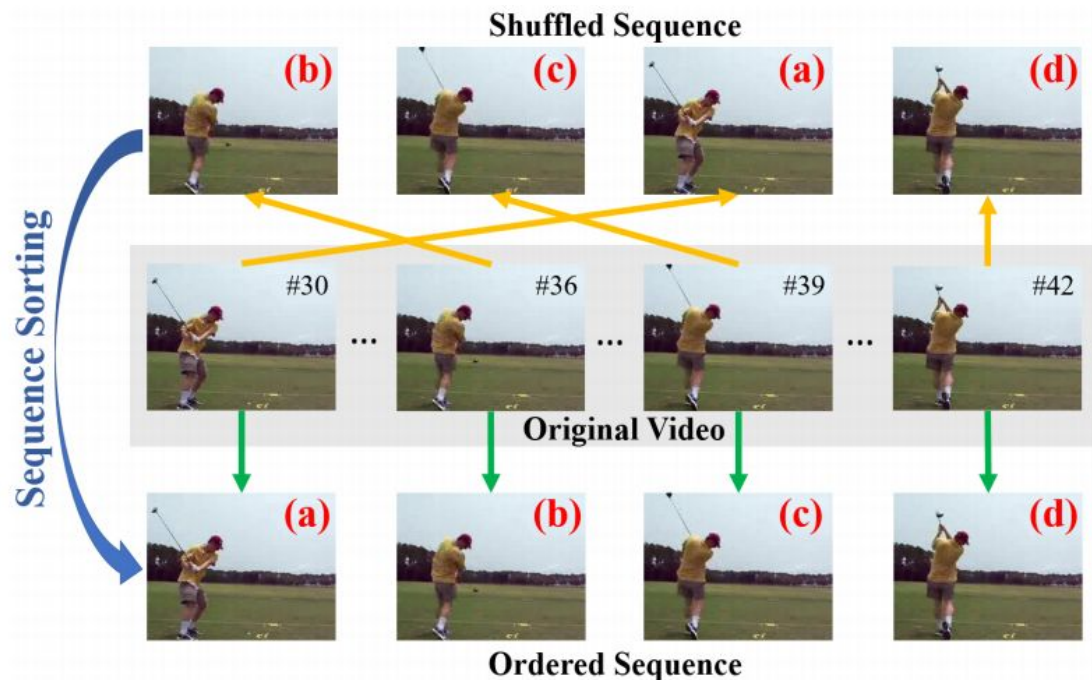 Shuffled Sequence
(b) (c) (a) (d)
Sequence Sorting
#30 ... #36 ... #39 ... #42
Original Video
(a) (b) (c) (d)
Ordered Sequence